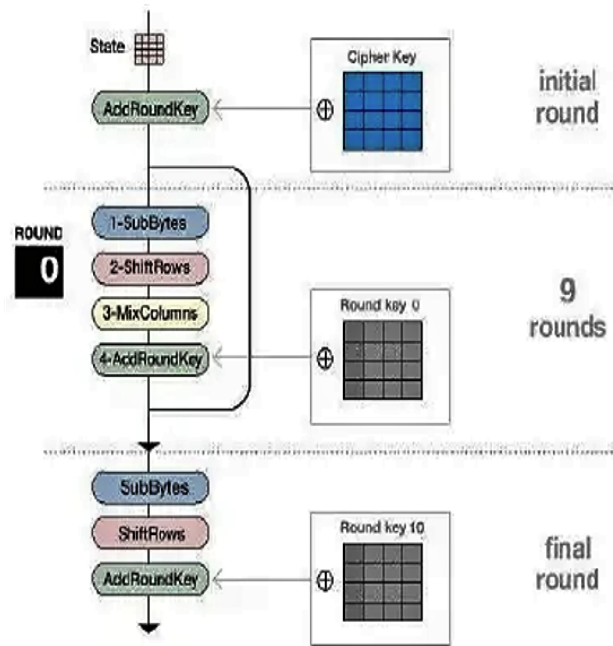 State
Cipher Key
AddRoundKey
initial
round
ROUND
0
1-SubBytes
2-ShiftRows
3-MixColumns
4-AddRoundKey
Round key 0
9
rounds
SubBytes
ShiftRows
AddRoundKey
Round key 10
final
round